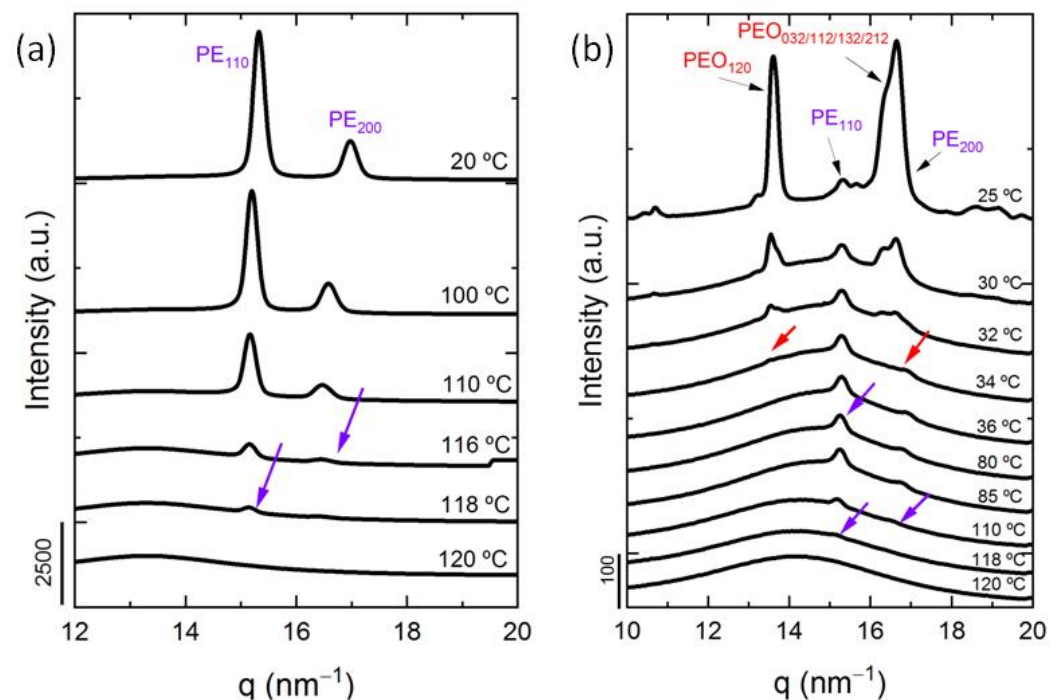 (a)
PE110
PE200
20 ºC
100 ºC
110 ºC
116 ºC
118 ºC
120 ºC
2500
Intensity (a.u.)
12 14 16 18 20
q (nm−1)
(b)
PEO032/112/132/212
PEO120
PE110
PE200
25 ºC
30 ºC
32 ºC
34 ºC
36 ºC
80 ºC
85 ºC
110 ºC
118 ºC
120 ºC
100
Intensity (a.u.)
10 12 14 16 18 20
q (nm−1)